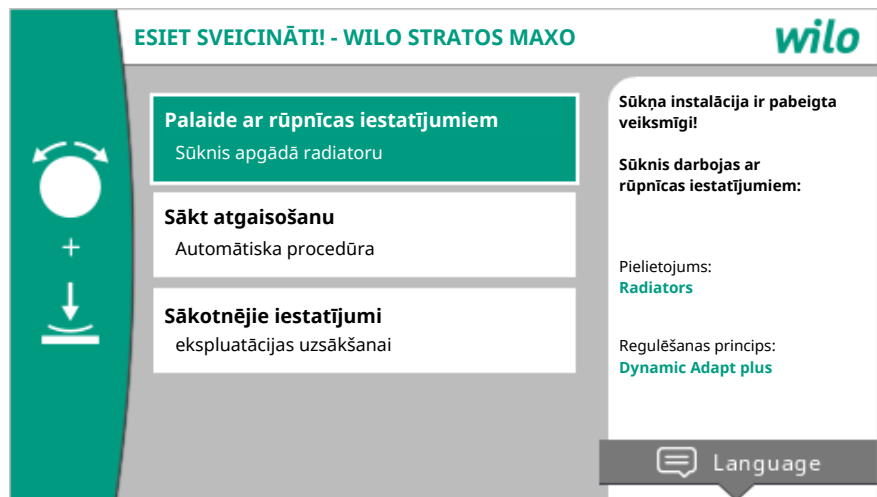 ESIET SVEICINĀTI! - WILO STRATOS MAXO
wilo
Palaide ar rūpnīcas iestatījumiem
Sūknis apgādā radiatoru
Sākt atgaisošanu
Automātiska procedūra
Sākotnējie iestatījumi
ekspluatācijas uzsākšanai
Sūkņa instalācija ir pabeigta
veiksmīgi!
Sūknis darbojas ar
rūpnīcas iestatījumiem:
Pielietojums:
Radiators
Regulēšanas princips:
Dynamic Adapt plus
Language